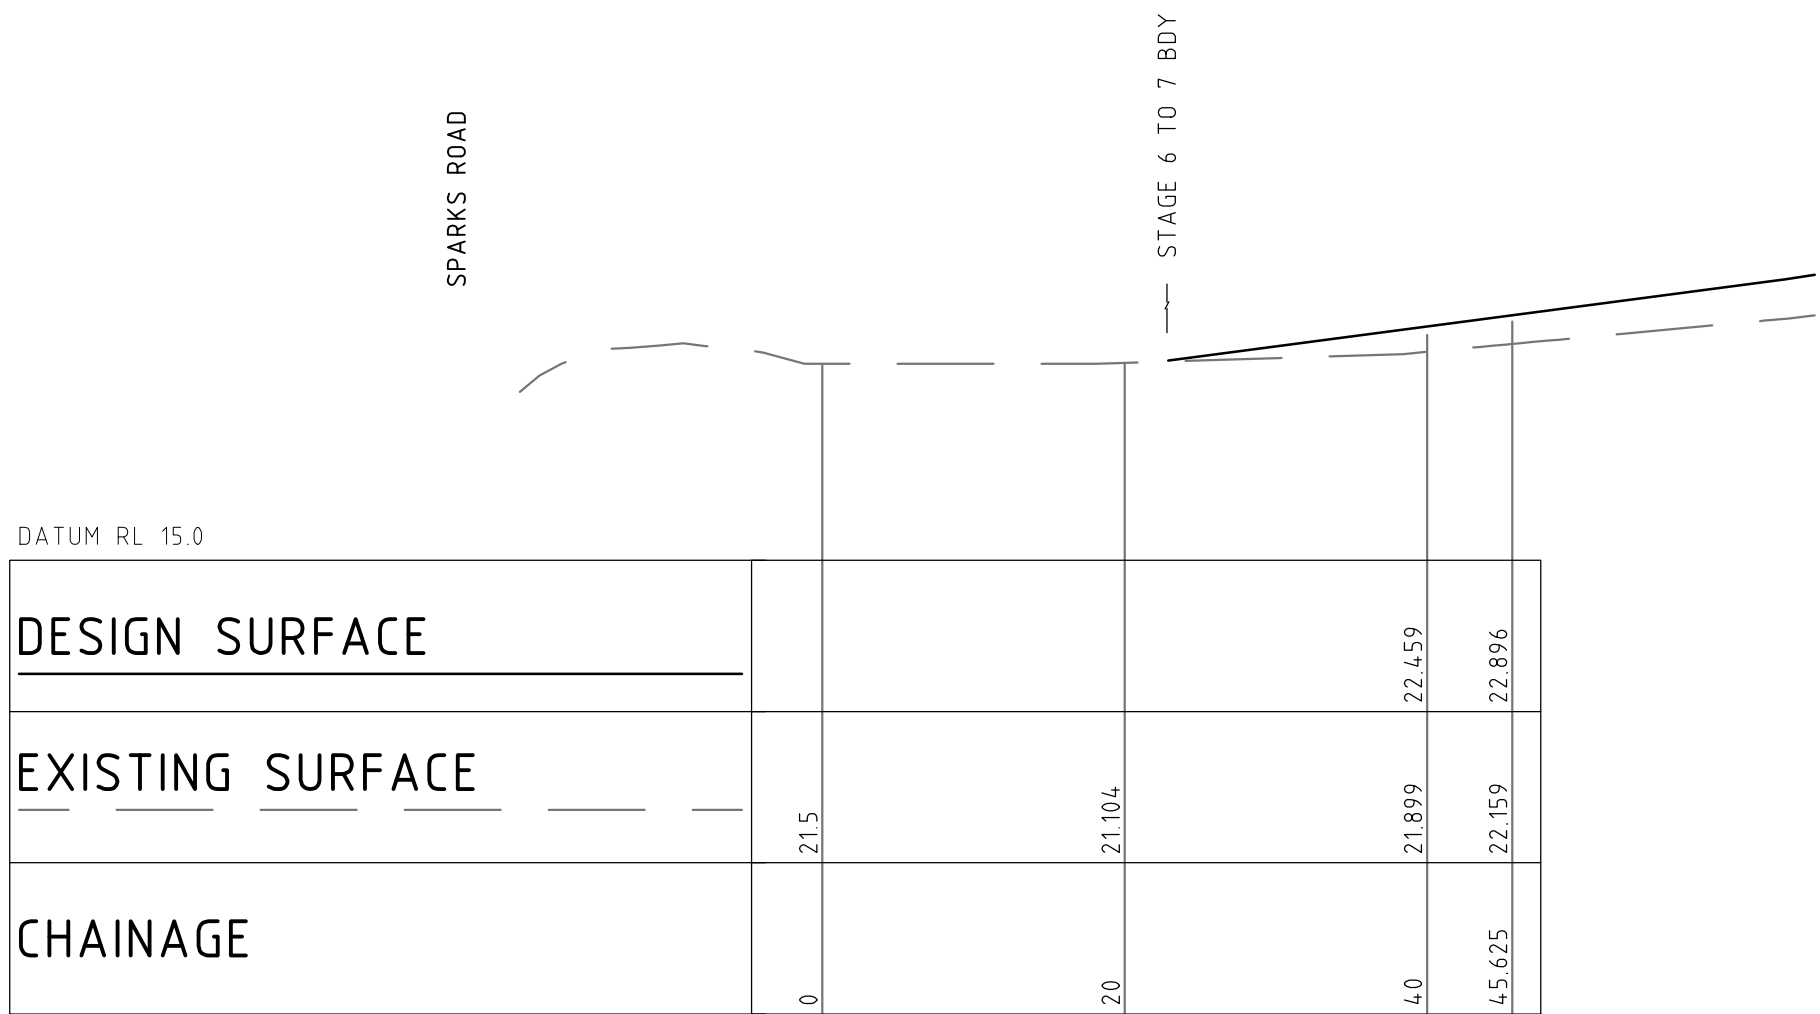 STAGE 6 TO 7 BDY
SPARKS ROAD
DATUM RL 15.0
DESIGN SURFACE
22.459
22.896
EXISTING SURFACE
21.5
21.104
21.899
22.159
CHAINAGE
0
20
40
45.625